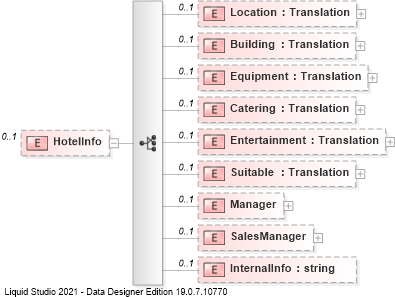 0..1 E Location : Translation
0..1 E Building : Translation
0..1 E Equipment : Translation
0..1 E Catering : Translation
0..1 E HotelInfo
0..1 E Entertainment : Translation
0..1 E Suitable : Translation
0..1 E Manager
0..1 E SalesManager
0..1 E InternalInfo : string
Liquid Studio 2021 - Data Designer Edition 19.0.7.10770